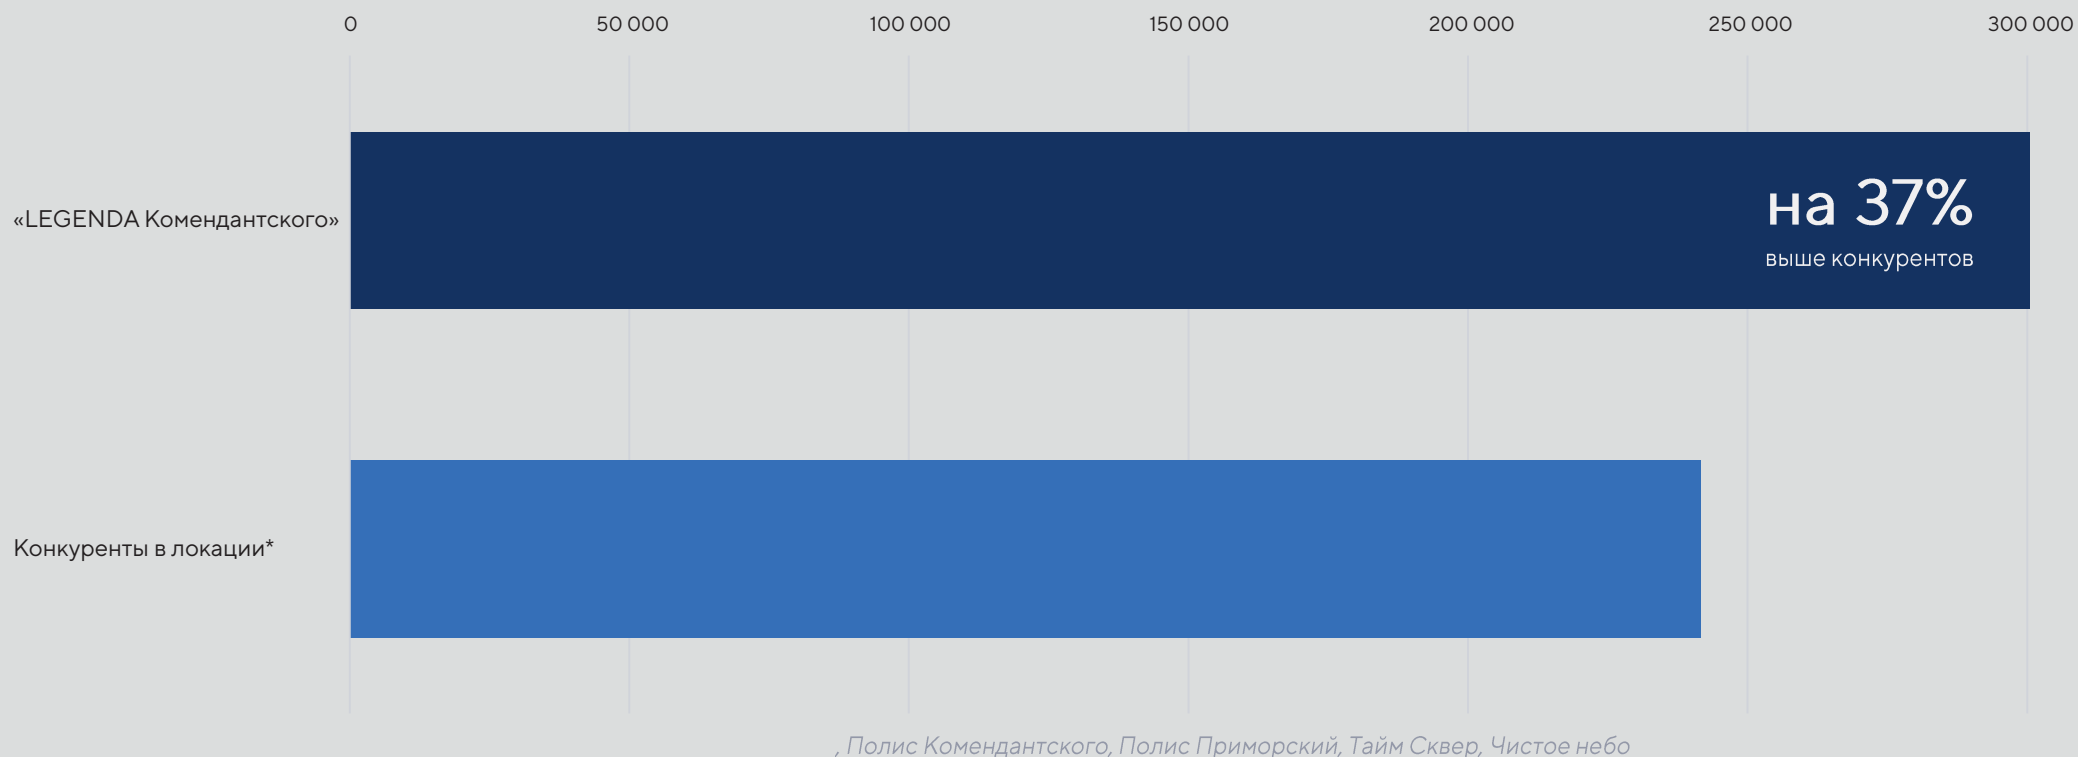 0 50 000 100 000 150 000 200 000 250 000 300 000
«LEGENDA Комендантского»
на 37%
выше конкурентов
Конкуренты в локации*
, Полис Комендантского, Полис Приморский, Тайм Сквер, Чистое небо